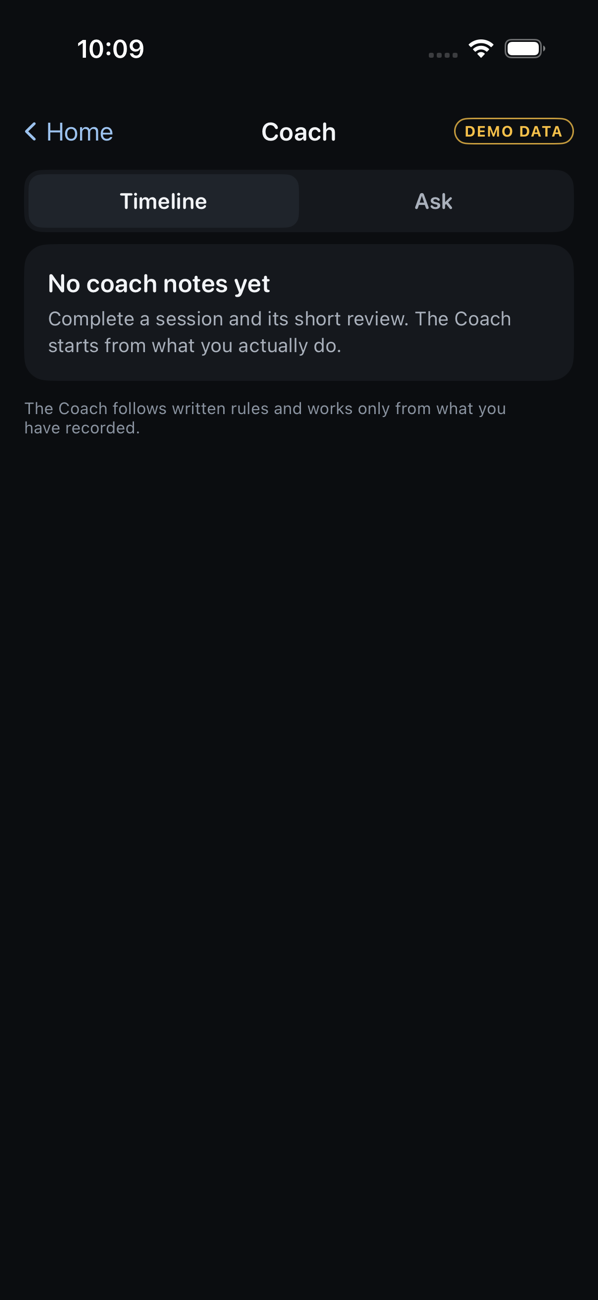 10:09
Home
Coach
DEMO DATA
Timeline
Ask
No coach notes yet
Complete a session and its short review. The Coach
starts from what you actually do.
The Coach follows written rules and works only from what you
have recorded.